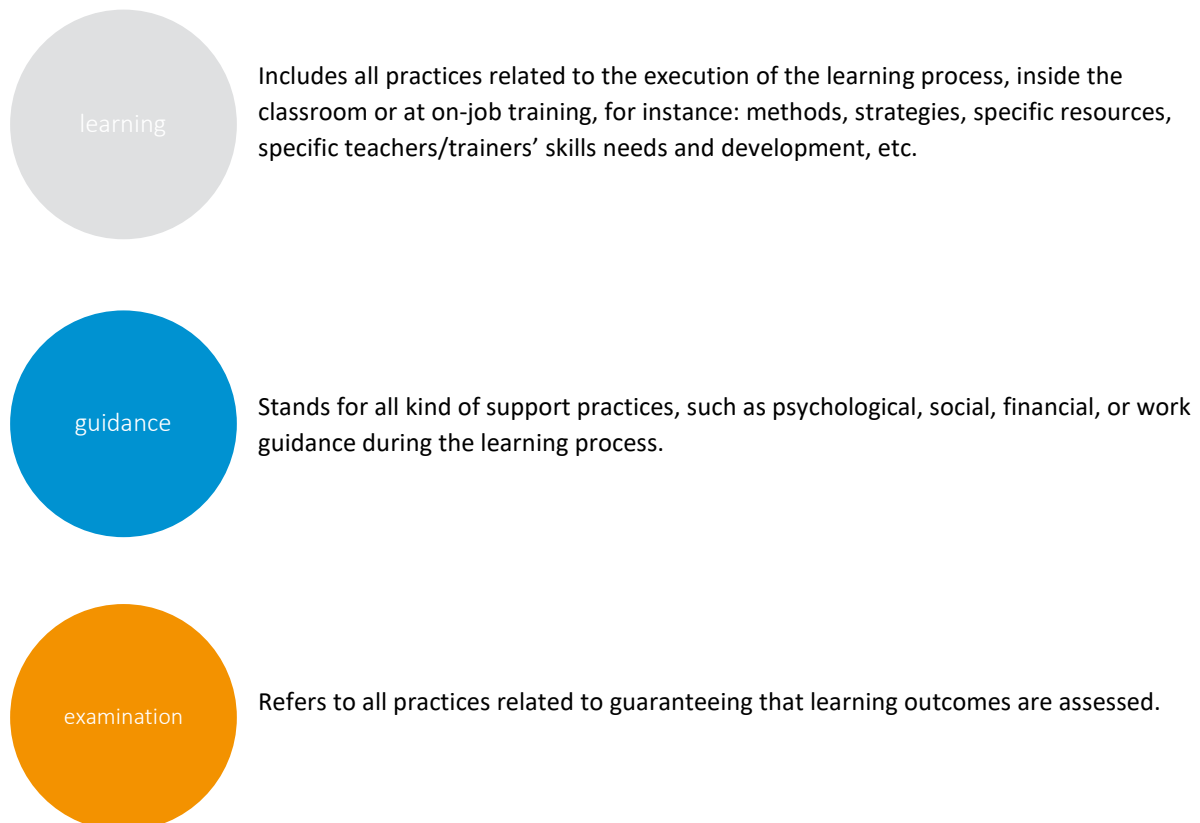 learning
Includes all practices related to the execution of the learning process, inside the
classroom or at on-job training, for instance: methods, strategies, specific resources,
specific teachers/trainers’ skills needs and development, etc.
guidance
Stands for all kind of support practices, such as psychological, social, financial, or work
guidance during the learning process.
examination
Refers to all practices related to guaranteeing that learning outcomes are assessed.